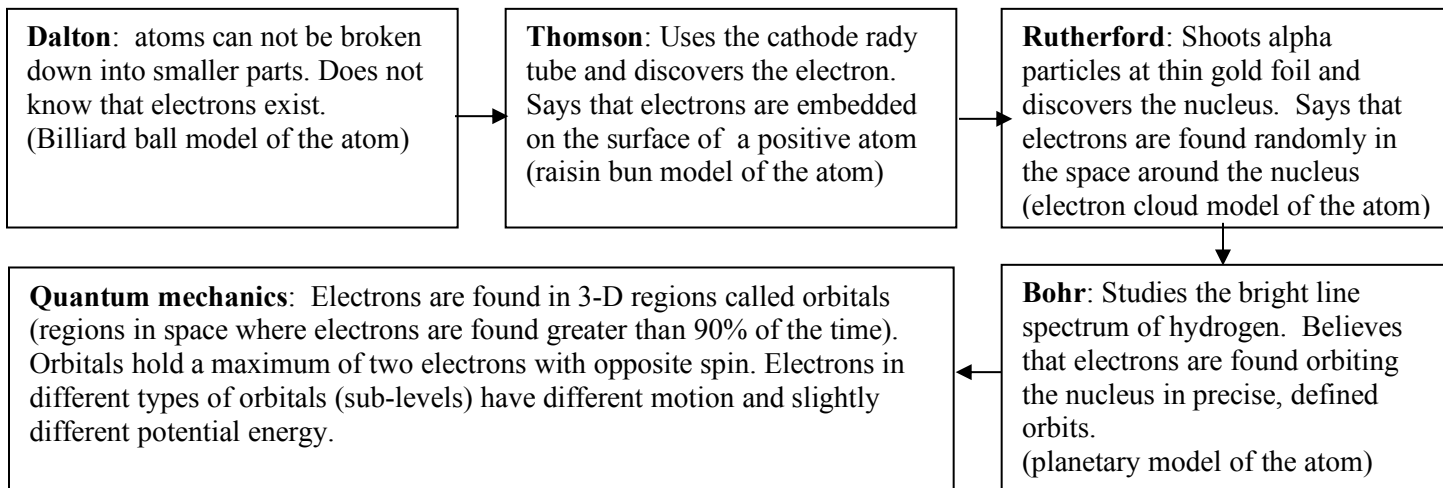 Dalton:  atoms can not be broken
down into smaller parts. Does not
know that electrons exist.
(Billiard ball model of the atom)
Thomson: Uses the cathode rady
tube and discovers the electron.
Says that electrons are embedded
on the surface of  a positive atom
(raisin bun model of the atom)
Rutherford: Shoots alpha
particles at thin gold foil and
discovers the nucleus.  Says that
electrons are found randomly in
the space around the nucleus
(electron cloud model of the atom)
Bohr: Studies the bright line
spectrum of hydrogen.  Believes
that electrons are found orbiting
the nucleus in precise, defined
orbits.
(planetary model of the atom)
Quantum mechanics:  Electrons are found in 3-D regions called orbitals
(regions in space where electrons are found greater than 90% of the time).
Orbitals hold a maximum of two electrons with opposite spin. Electrons in
different types of orbitals (sub-levels) have different motion and slightly
different potential energy.